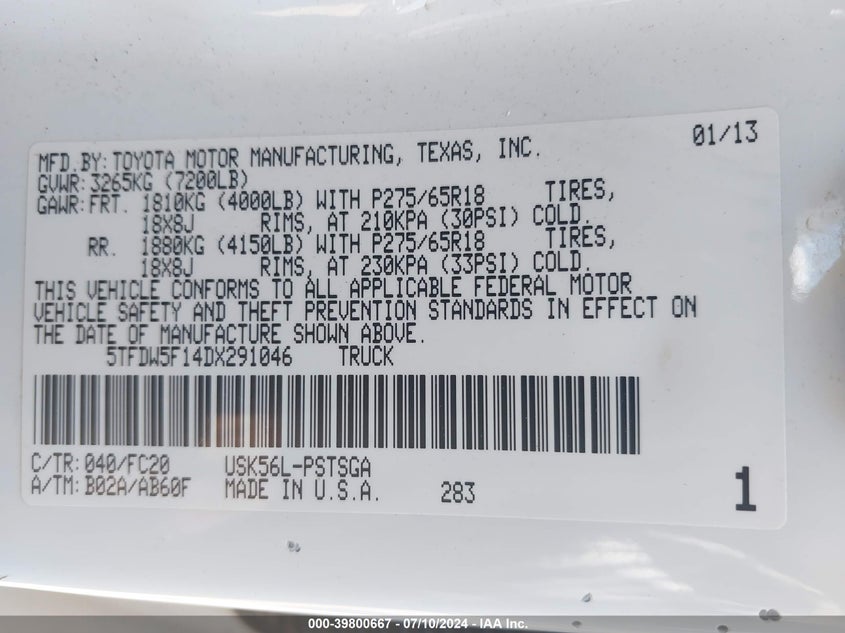 01/13
MFD. BY: TOYOTA MOTOR MANUFACTURING, TEXAS, INC.
GVWR: 3265KG (7200LB)
GAWR: FRT. 1810KG (4000LB) WITH P275/65R18 TIRES,
18X8J RIMS, AT 210KPA (30PSI) COLD.
RR. 1880KG (4150LB) WITH P275/65R18 TIRES,
18X8J RIMS, AT 230KPA (33PSI) COLD.
THIS VEHICLE CONFORMS TO ALL APPLICABLE FEDERAL MOTOR
VEHICLE SAFETY AND THEFT PREVENTION STANDARDS IN EFFECT ON
THE DATE OF MANUFACTURE SHOWN ABOVE.
5TFDW5F14DX291046 TRUCK
C/TR: 040/FC20 USK56L-PSTSGA
A/TM: B02A/AB60F MADE IN U.S.A. 283 1
000-39800667 - 07/10/2024 - IAA Inc.